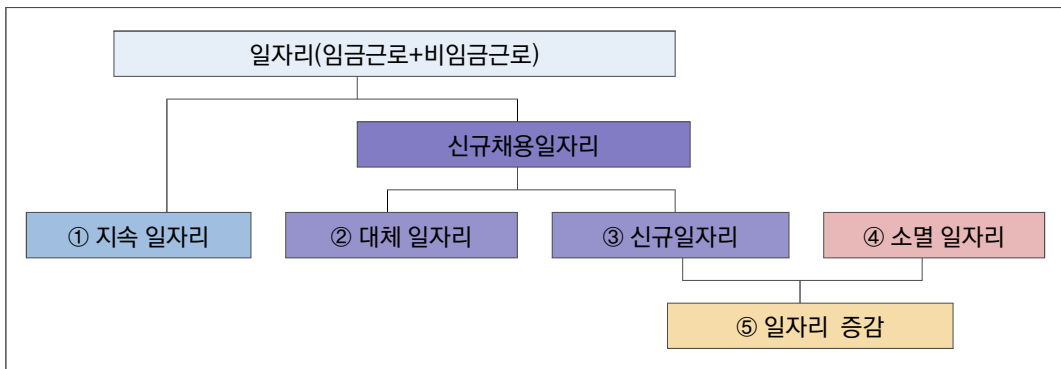 일자리(임금근로+비임금근로)
신규채용일자리
① 지속 일자리
② 대체 일자리
③ 신규일자리
④ 소멸 일자리
⑤ 일자리 증감